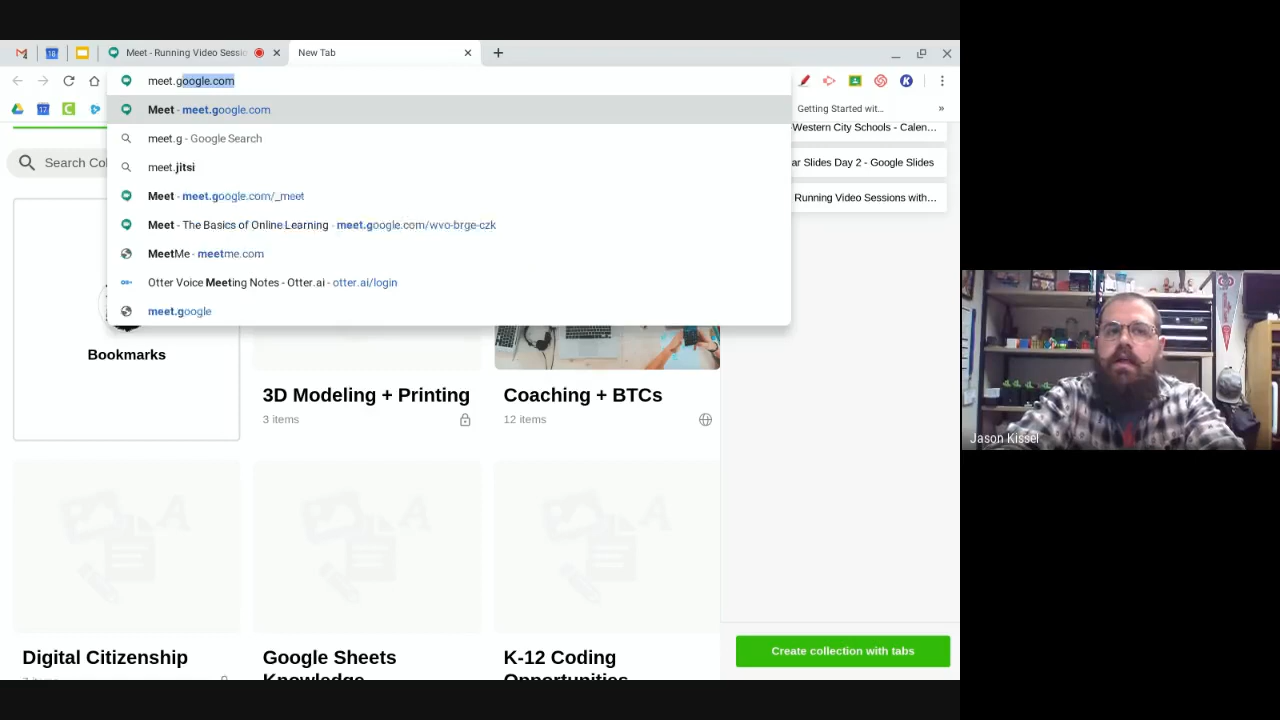 Meet - Running Video Sessio
New Tab
meet.google.com
Meet - meet.google.com
meet.g - Google Search
meet.jitsi
Meet - meet.google.com/_meet
Meet - The Basics of Online Learning - meet.google.com/wvo-brge-czk
MeetMe - meetme.com
Otter Voice Meeting Notes - Otter.ai - otter.ai/login
meet.google
Getting Started wit...
»
-Western City Schools - Calen...
Search Col
ar Slides Day 2 - Google Slides
Running Video Sessions with...
Bookmarks
3D Modeling + Printing
3 items
Coaching + BTCs
12 items
Jason Kissel
Digital Citizenship
Google Sheets
Knowledge
K-12 Coding
Opportunities
Create collection with tabs